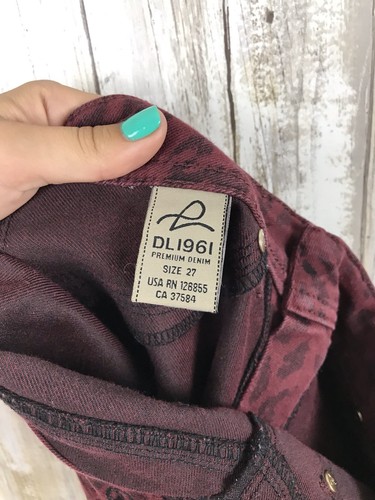 DL1961
PREMIUM DENIM
SIZE 27
USA RN 126855
CA 37584